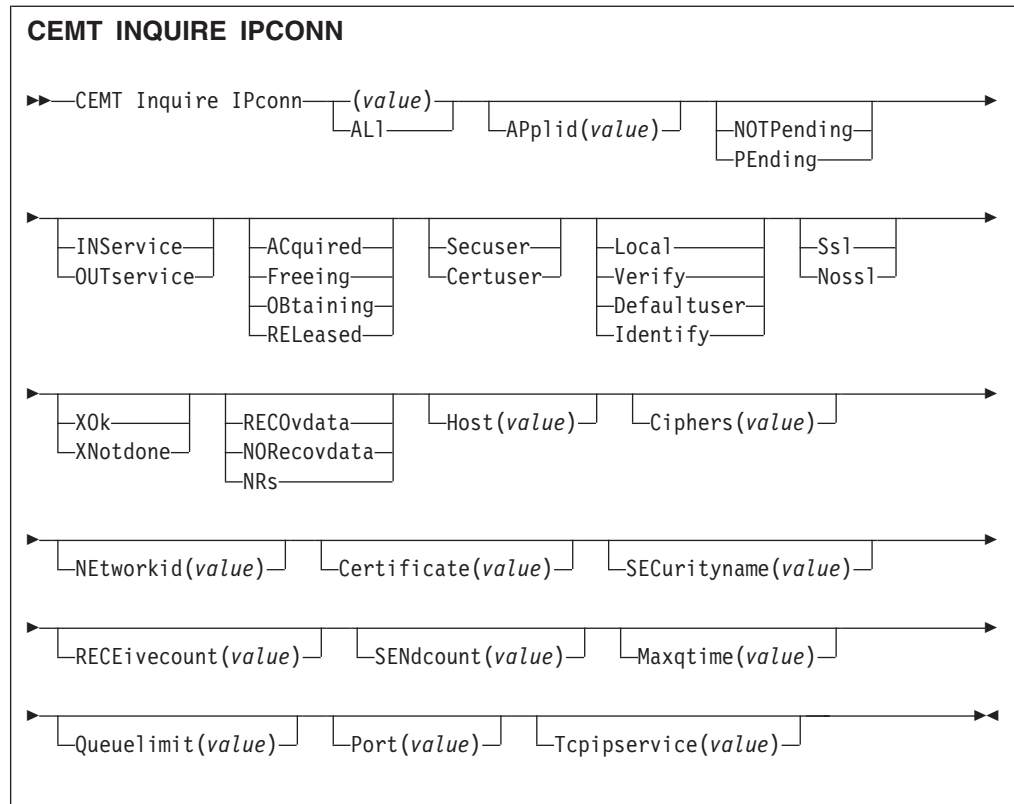 CEMT INQUIRE IPCONN
CEMT Inquire IPconn (value)
ALl
APplid(value)
NOTPending
PEnding
INService
OUTservice
ACquired
Freeing
OBtaining
RELeased
Secuser
Certuser
Local
Verify
Defaultuser
Identify
Ssl
Nossl
XOk
XNotdone
RECOvdata
NORecovdata
NRs
Host(value)
Ciphers(value)
NEtworkid(value)
Certificate(value)
SECurityname(value)
RECEivecount(value)
SENdcount(value)
Maxqtime(value)
Queuelimit(value)
Port(value)
Tcpipservice(value)